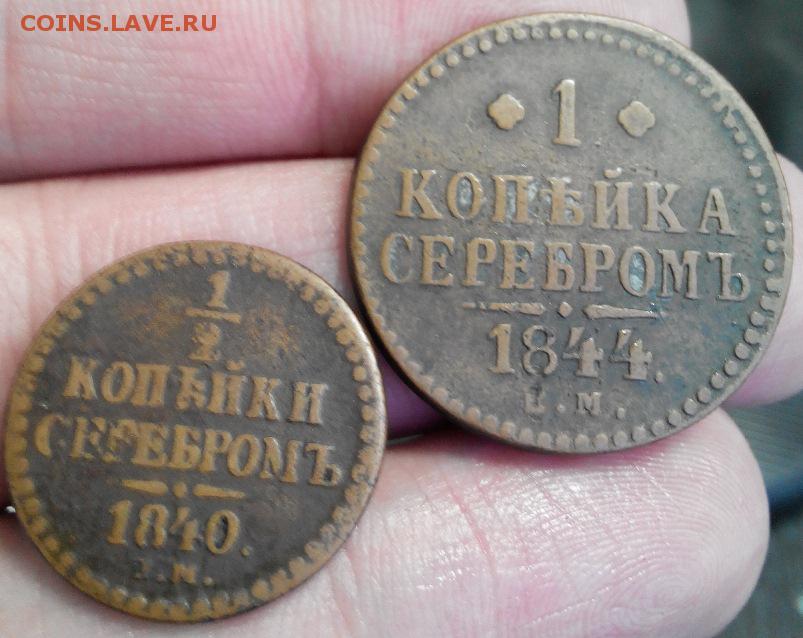 COINS.LAVE.RU
1
КОПѢЙКА
СЕРЕБРОМЪ
1844.
Е.М.
1
2
КОПѢЙКИ
СЕРЕБРОМЪ
1840.